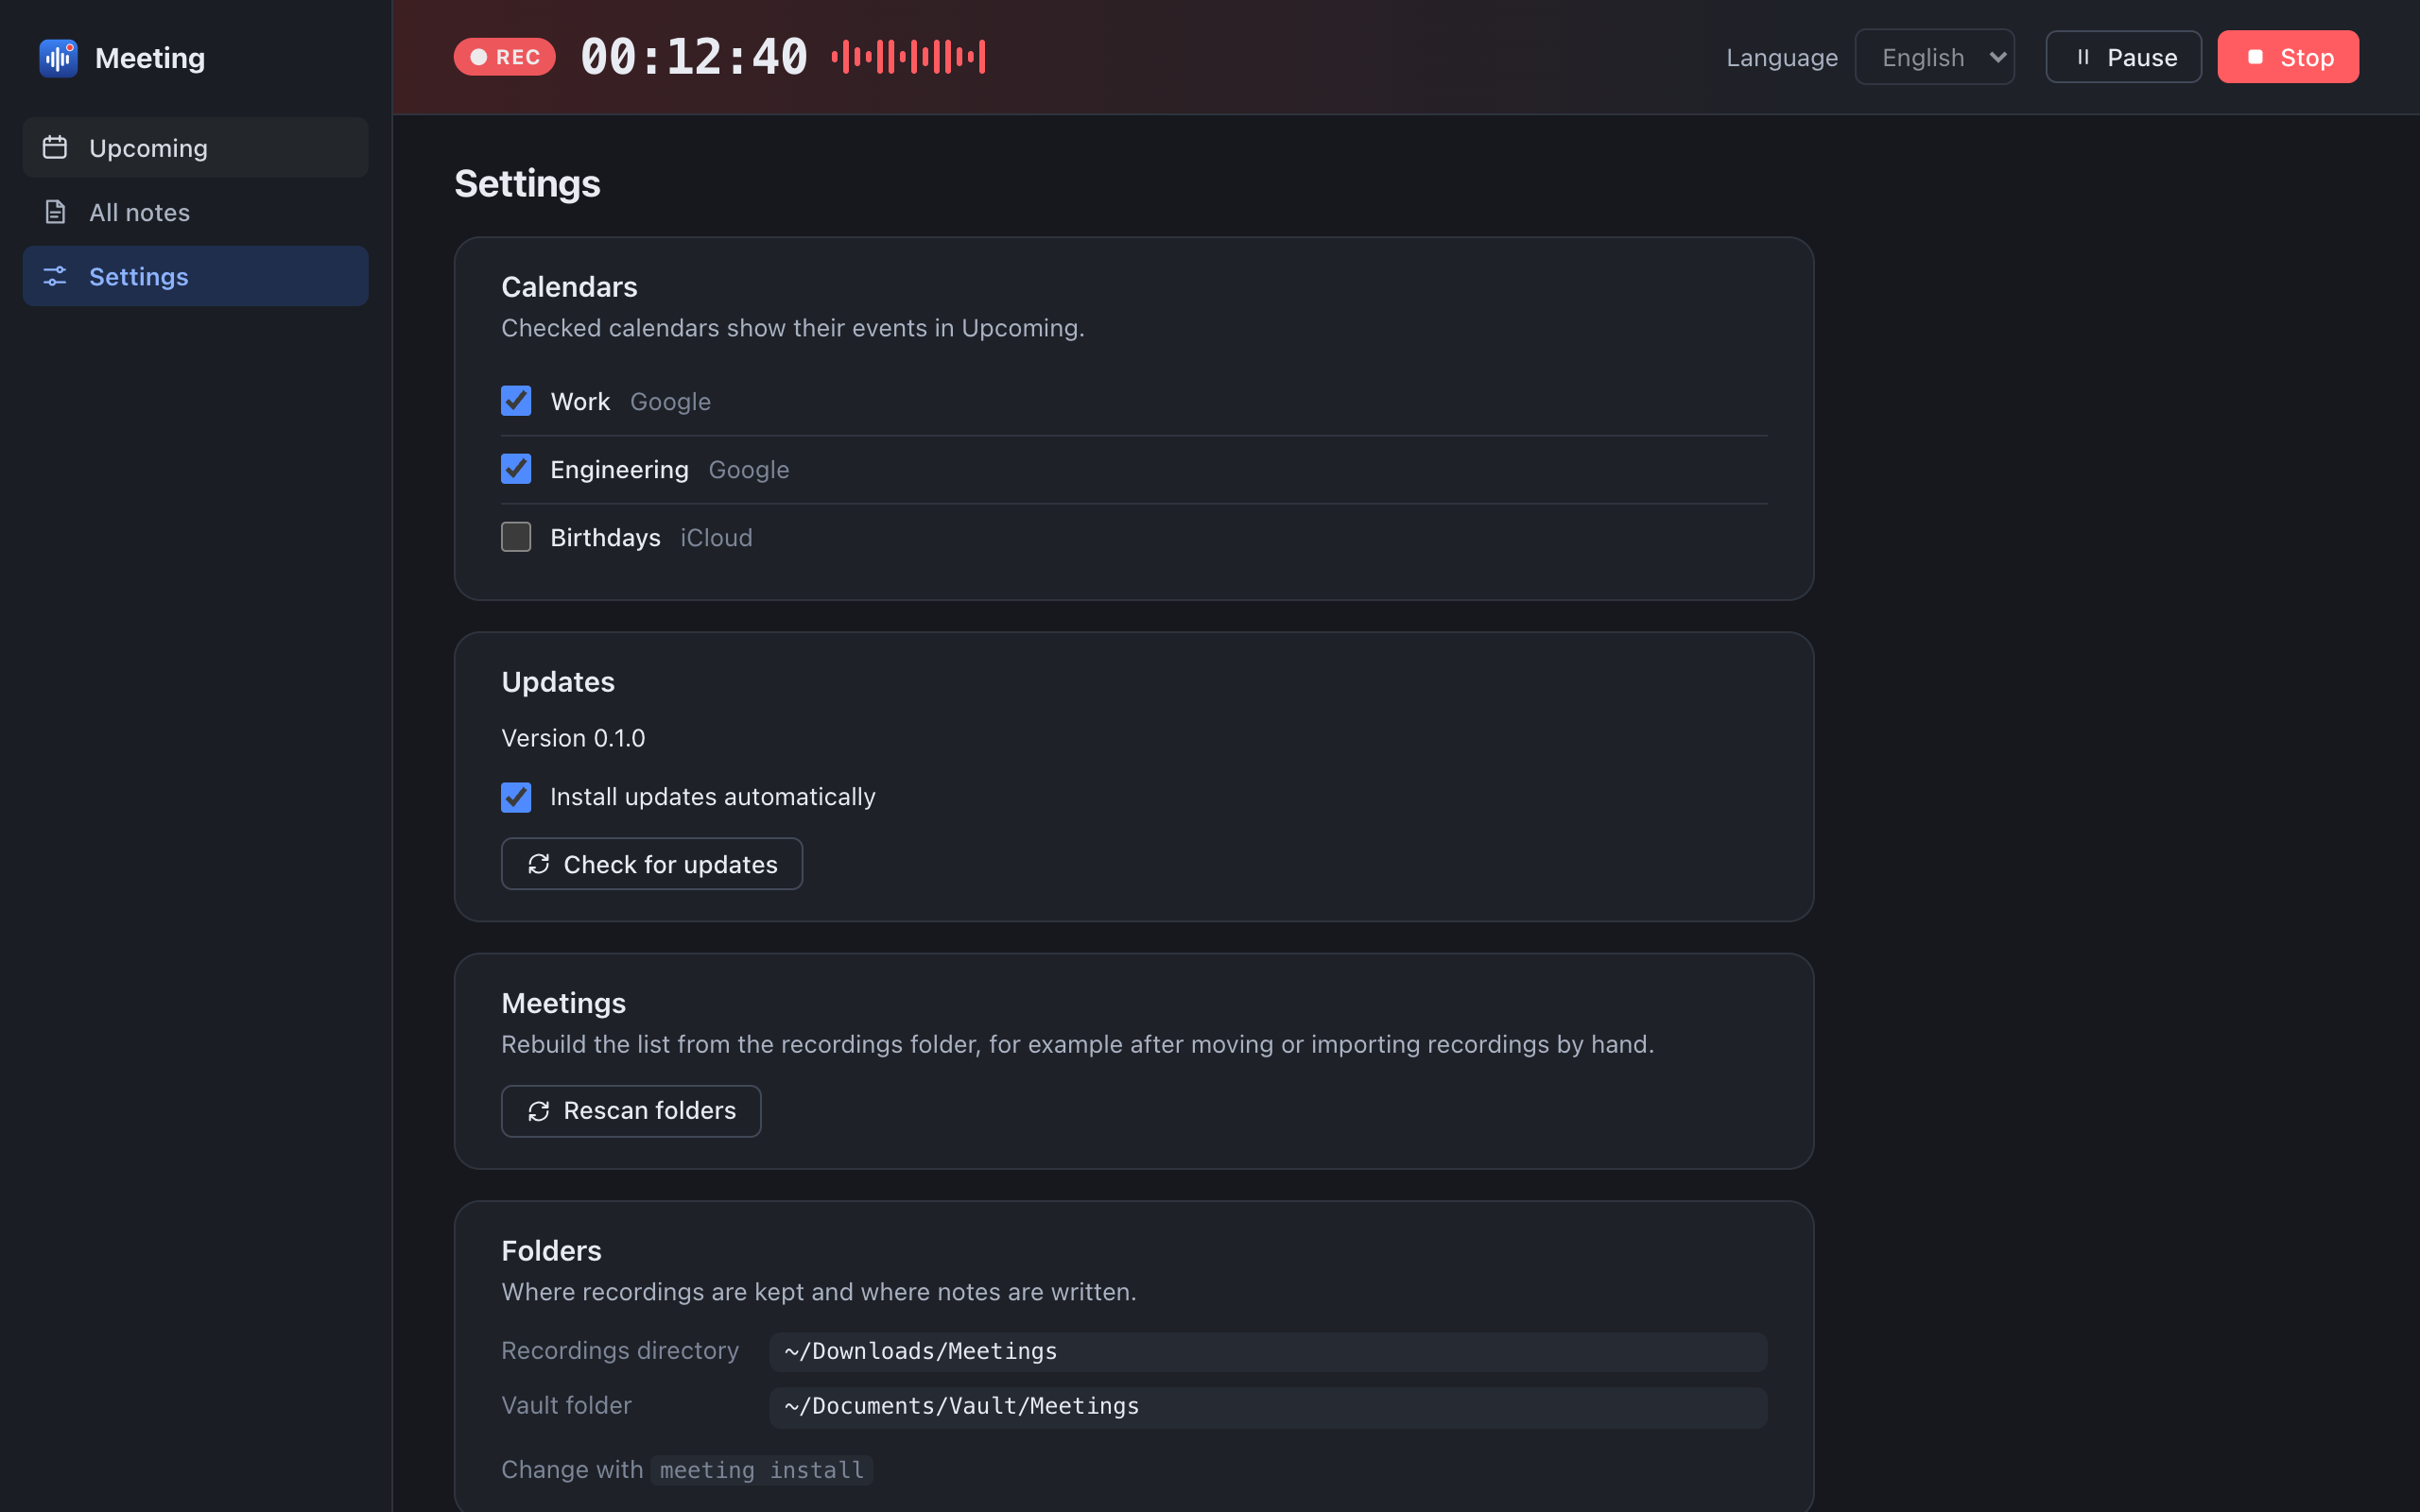 Meeting
Upcoming
All notes
Settings
REC 00:12:40
Language English Pause Stop
Settings
Calendars
Checked calendars show their events in Upcoming.
Work Google
Engineering Google
Birthdays iCloud
Updates
Version 0.1.0
Install updates automatically
Check for updates
Meetings
Rebuild the list from the recordings folder, for example after moving or importing recordings by hand.
Rescan folders
Folders
Where recordings are kept and where notes are written.
Recordings directory ~/Downloads/Meetings
Vault folder ~/Documents/Vault/Meetings
Change with meeting install